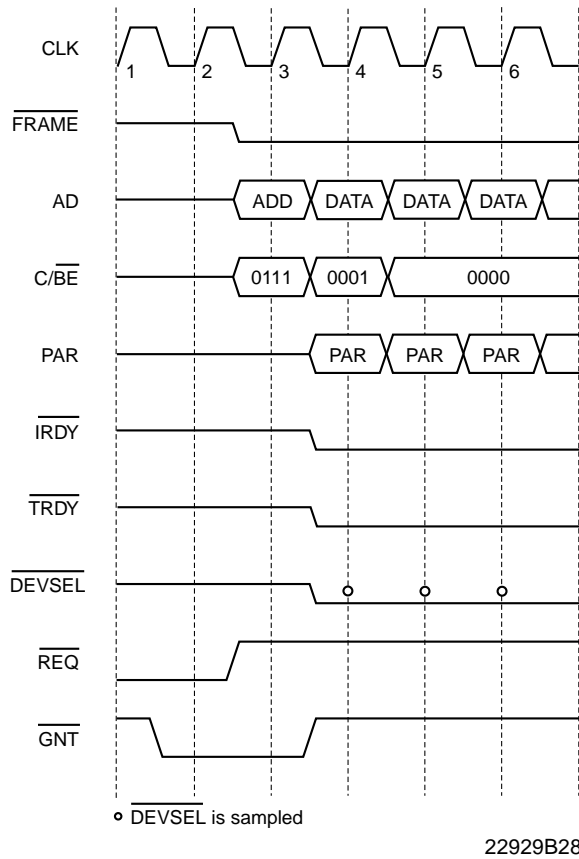 CLK
1 2 3 4 5 6
FRAME
AD ADD DATA DATA DATA
C/BE 0111 0001 0000
PAR PAR PAR PAR
IRDY
TRDY
DEVSEL
REQ
GNT
DEVSEL is sampled
22929B28